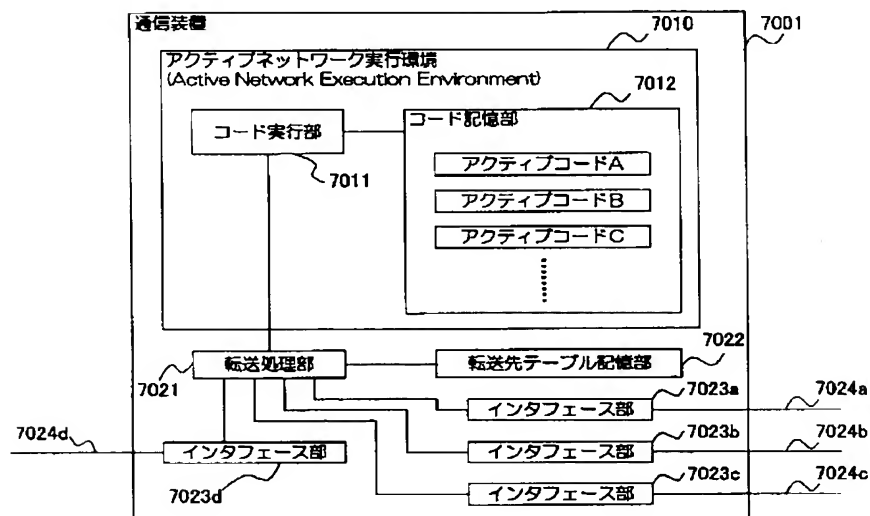 通信装置
7010
7001
アクティブネットワーク実行環境
(Active Network Execution Environment)
7012
コード実行部
コード記憶部
7011
アクティブコードA
アクティブコードB
アクティブコードC
7022
転送処理部
転送先テーブル記憶部
7021
7023a
7024a
インタフェース部
7024d
7023b
7024b
インタフェース部
インタフェース部
7023d
7023c
7024c
インタフェース部